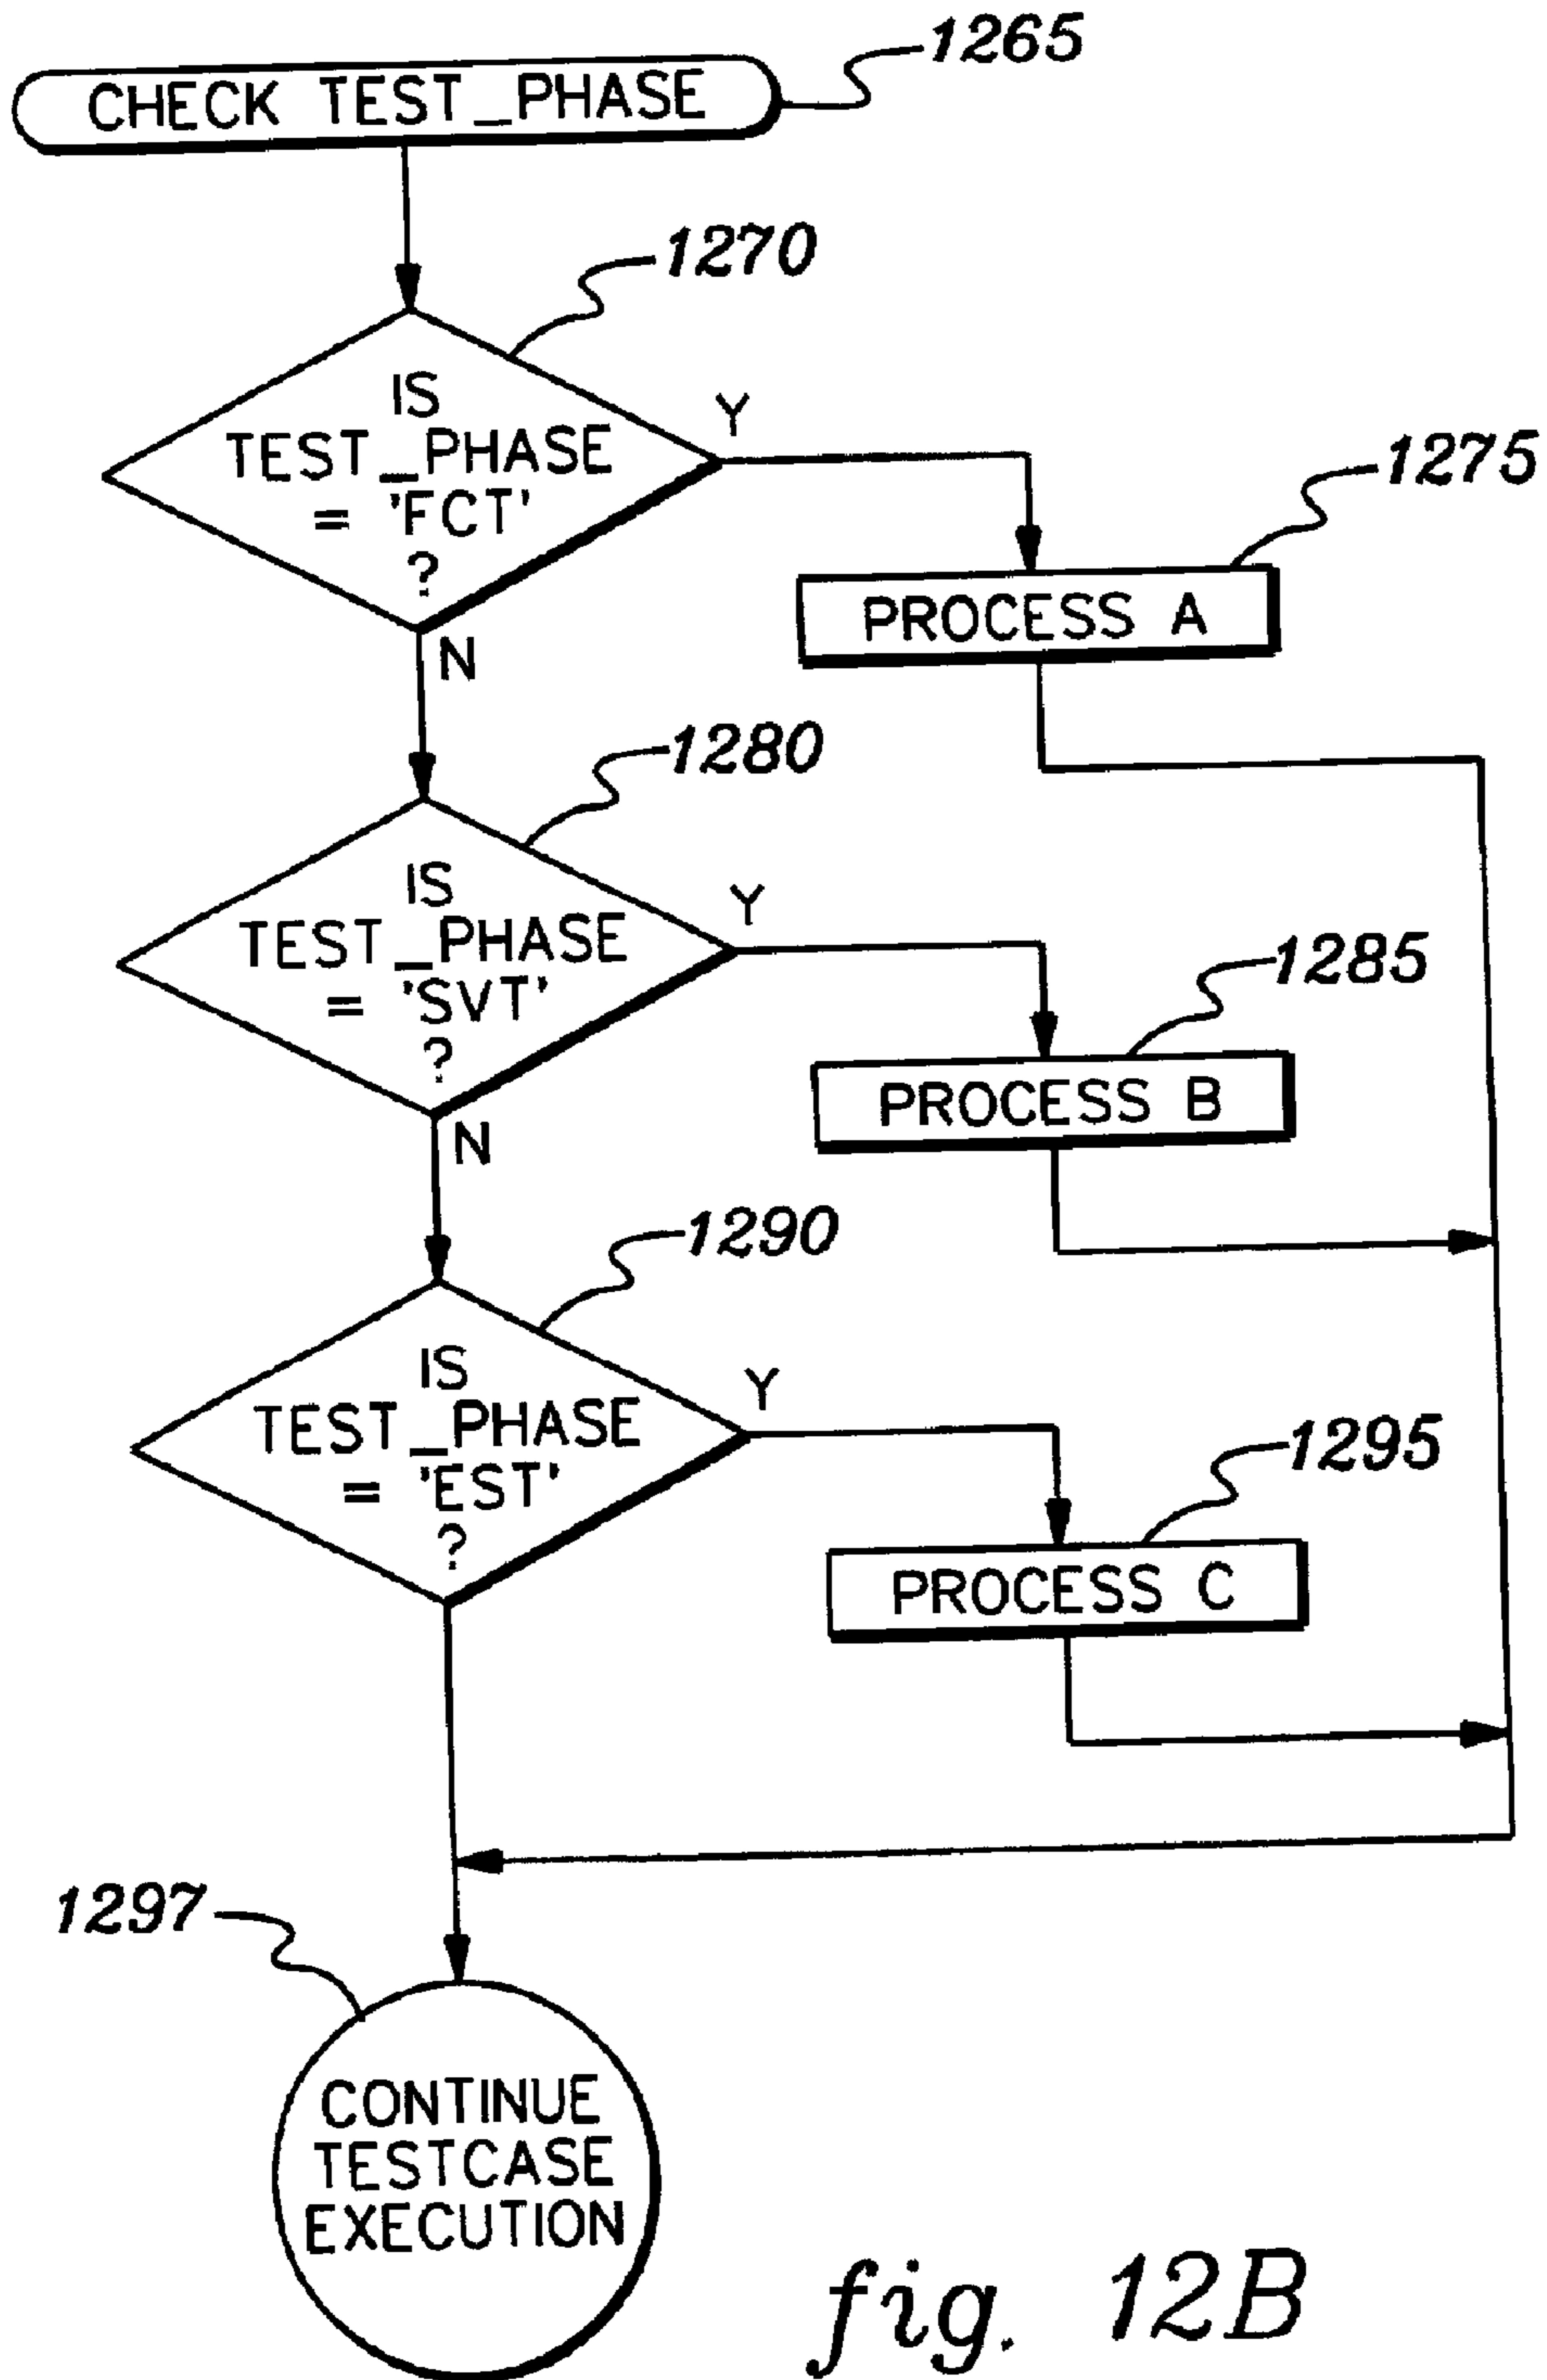 1265
CHECK TEST_PHASE
1270
IS
TEST_PHASE
= 'FCT'
?
Y
N
1275
PROCESS A
1280
IS
TEST_PHASE
= 'SVT'
?
Y
N
1285
PROCESS B
1290
IS
TEST_PHASE
= 'EST'
?
Y
1295
PROCESS C
1297
CONTINUE
TESTCASE
EXECUTION
fig. 12B